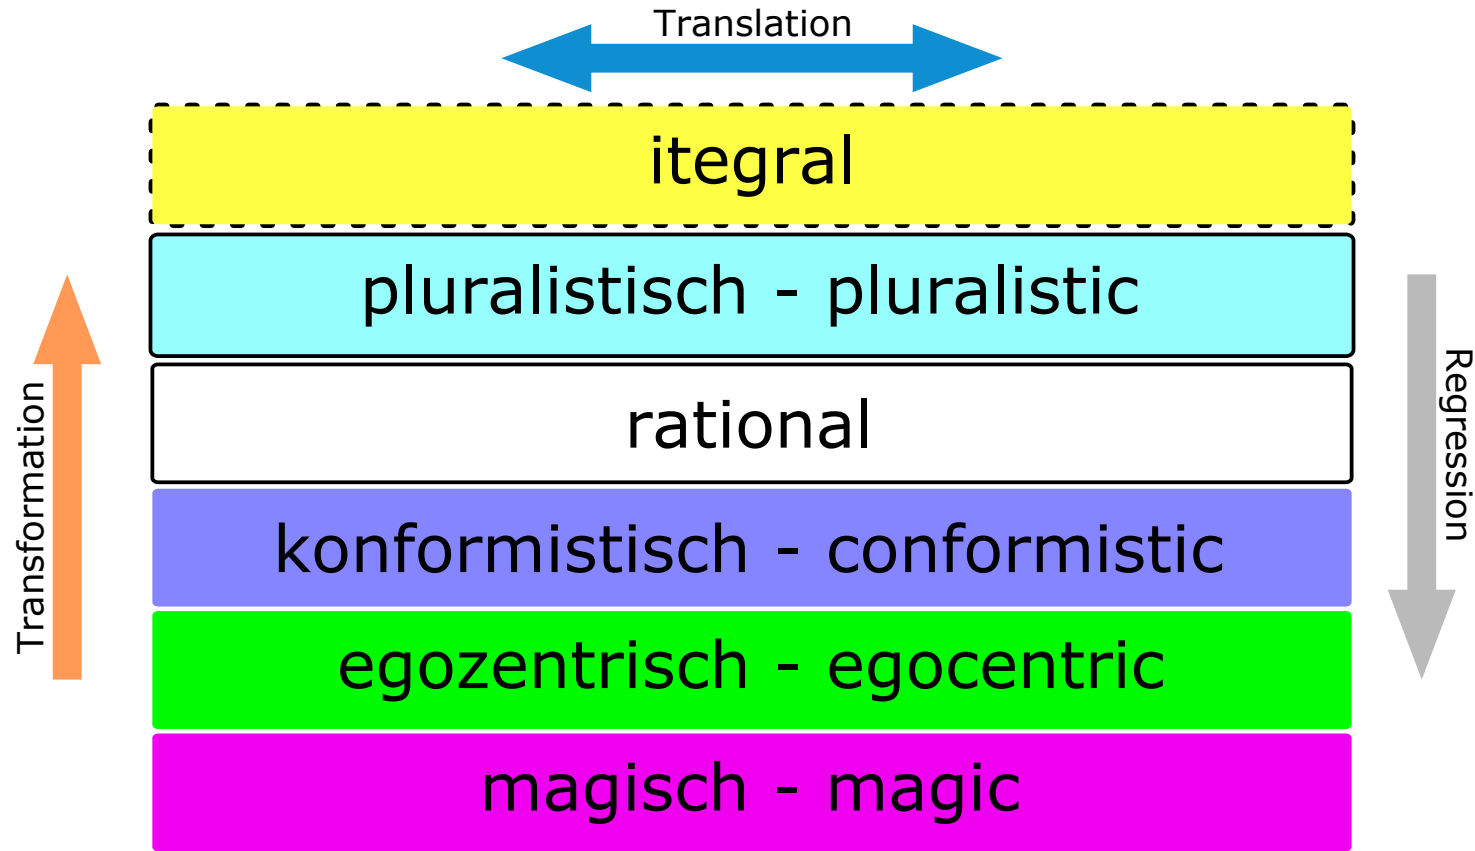 Translation
itegral
pluralistisch - pluralistic
rational
konformistisch - conformistic
egozentrisch - egocentric
magisch - magic
Transformation
Regression